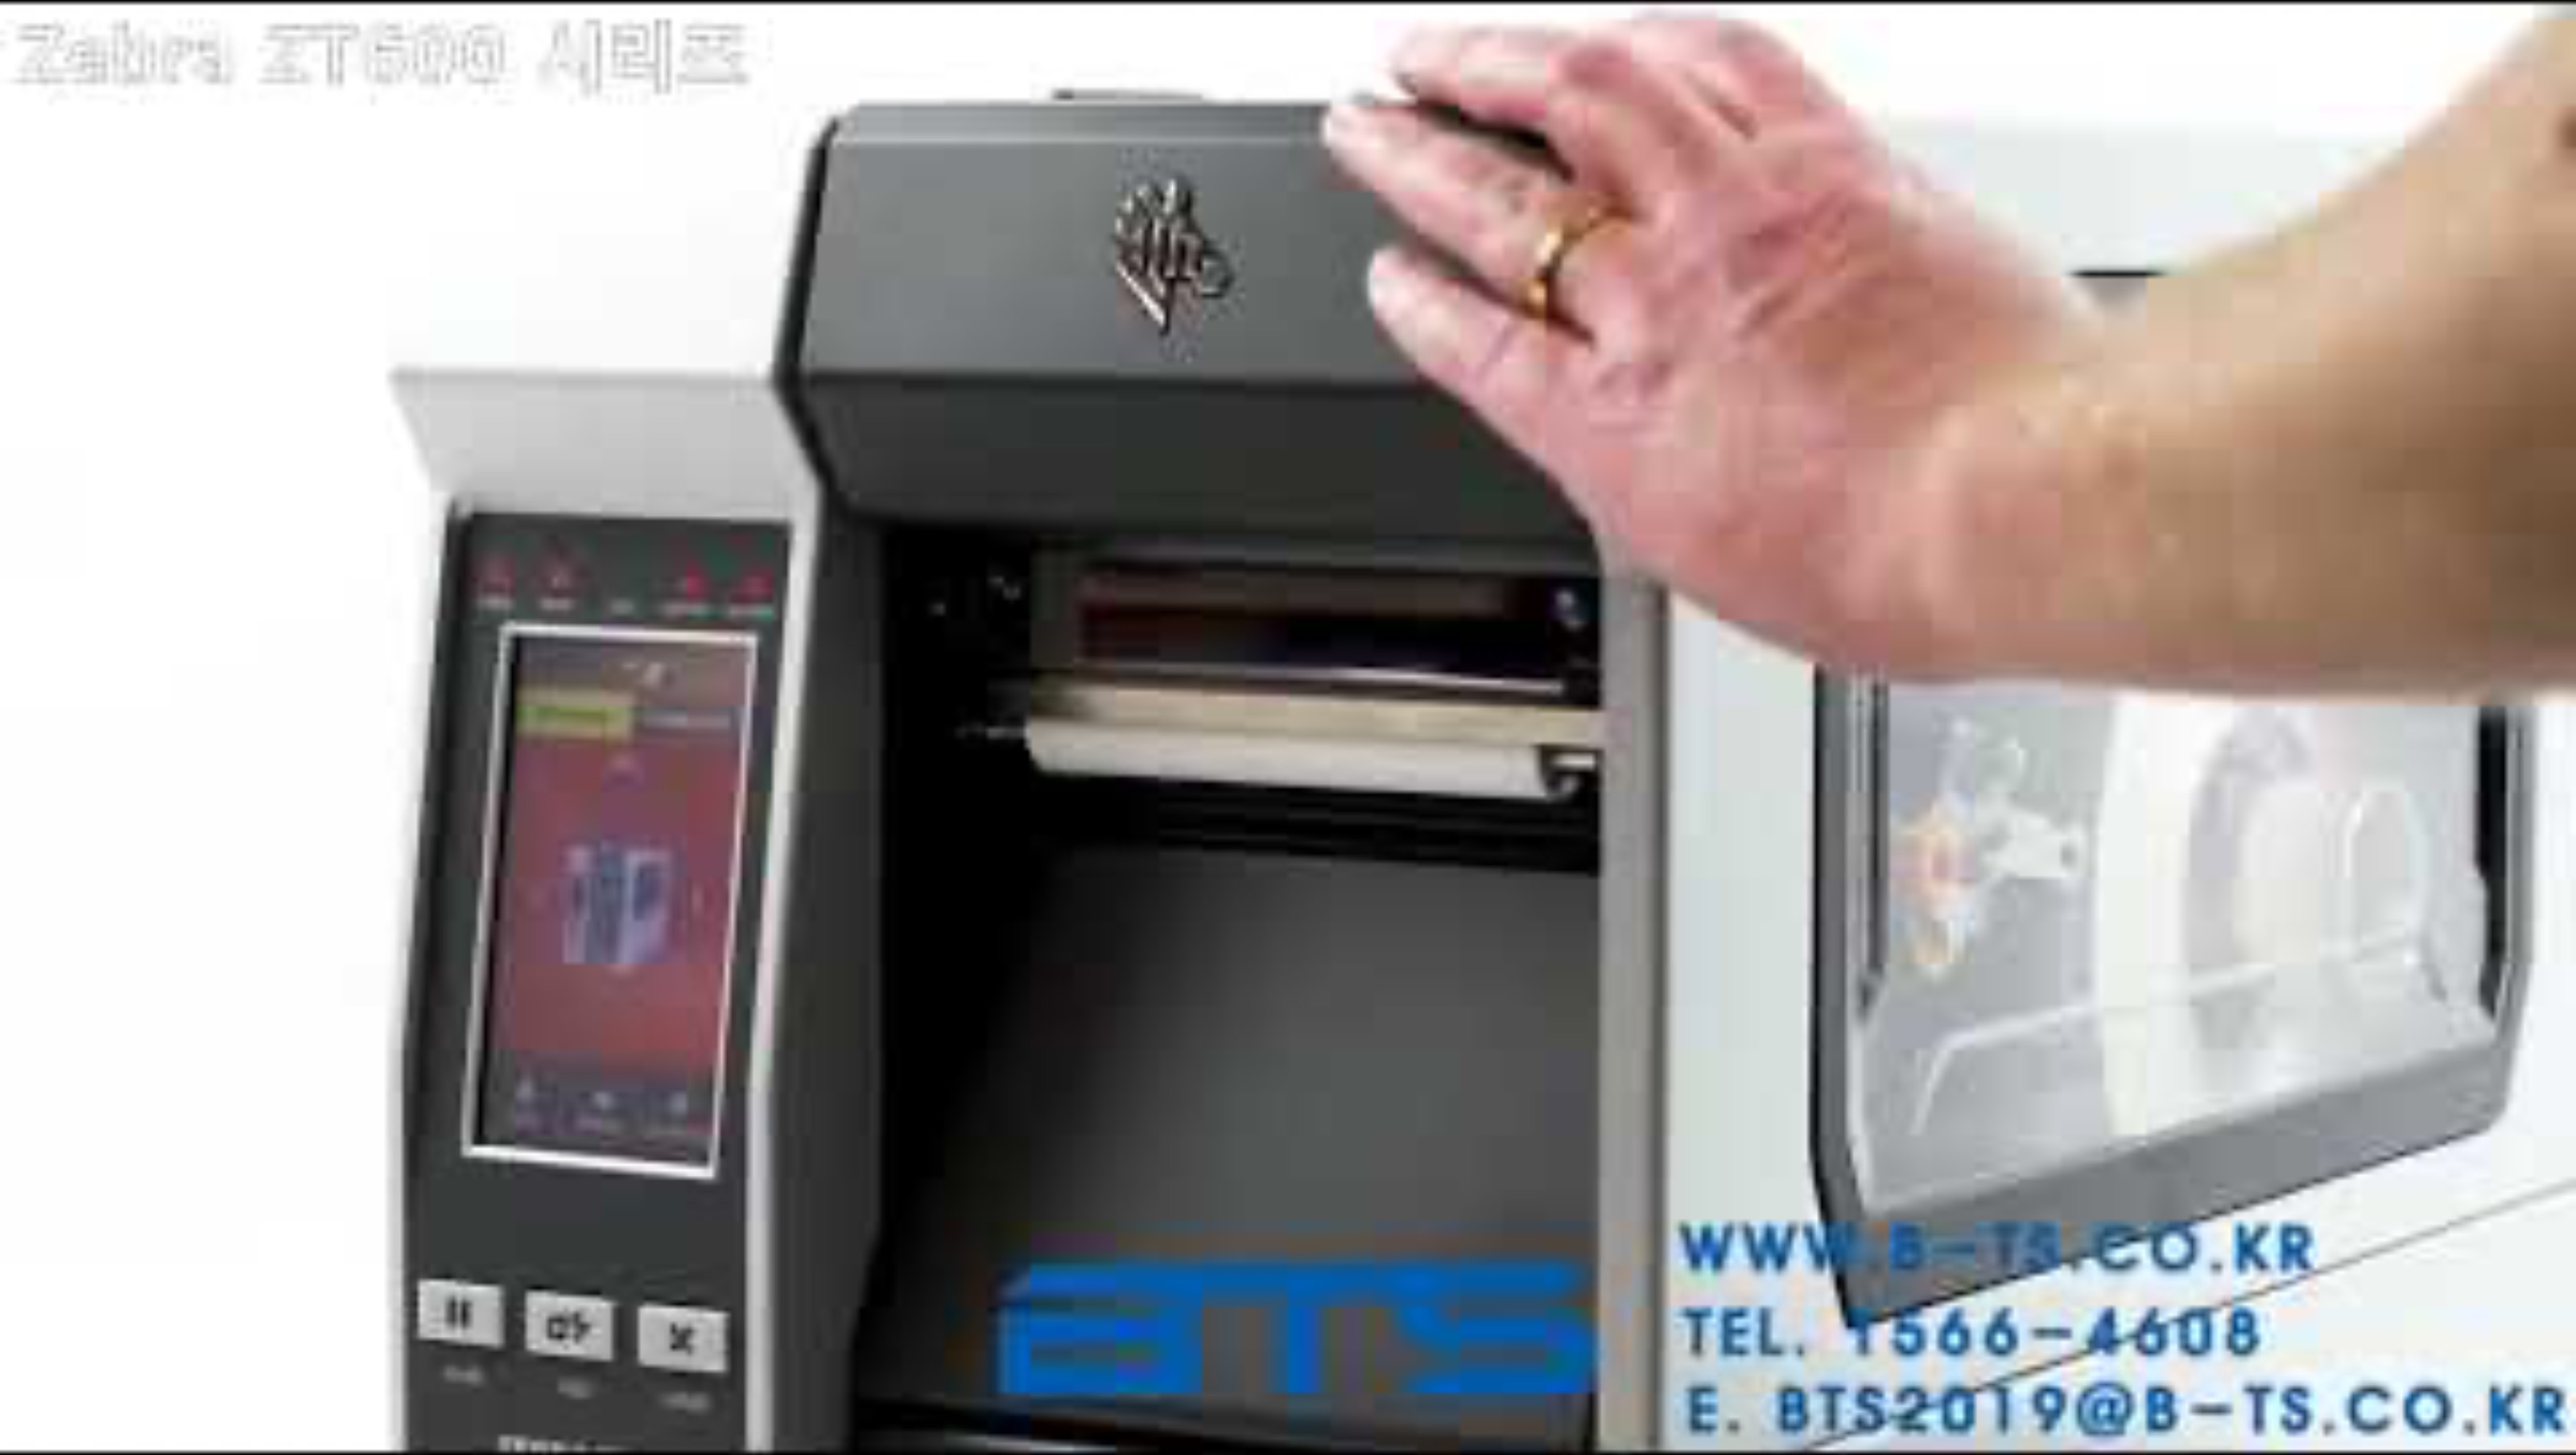 Zebra ZT600 시리즈
BTS
WWW.B-TS.CO.KR
TEL. 1566-4608
E. BTS2019@B-TS.CO.KR